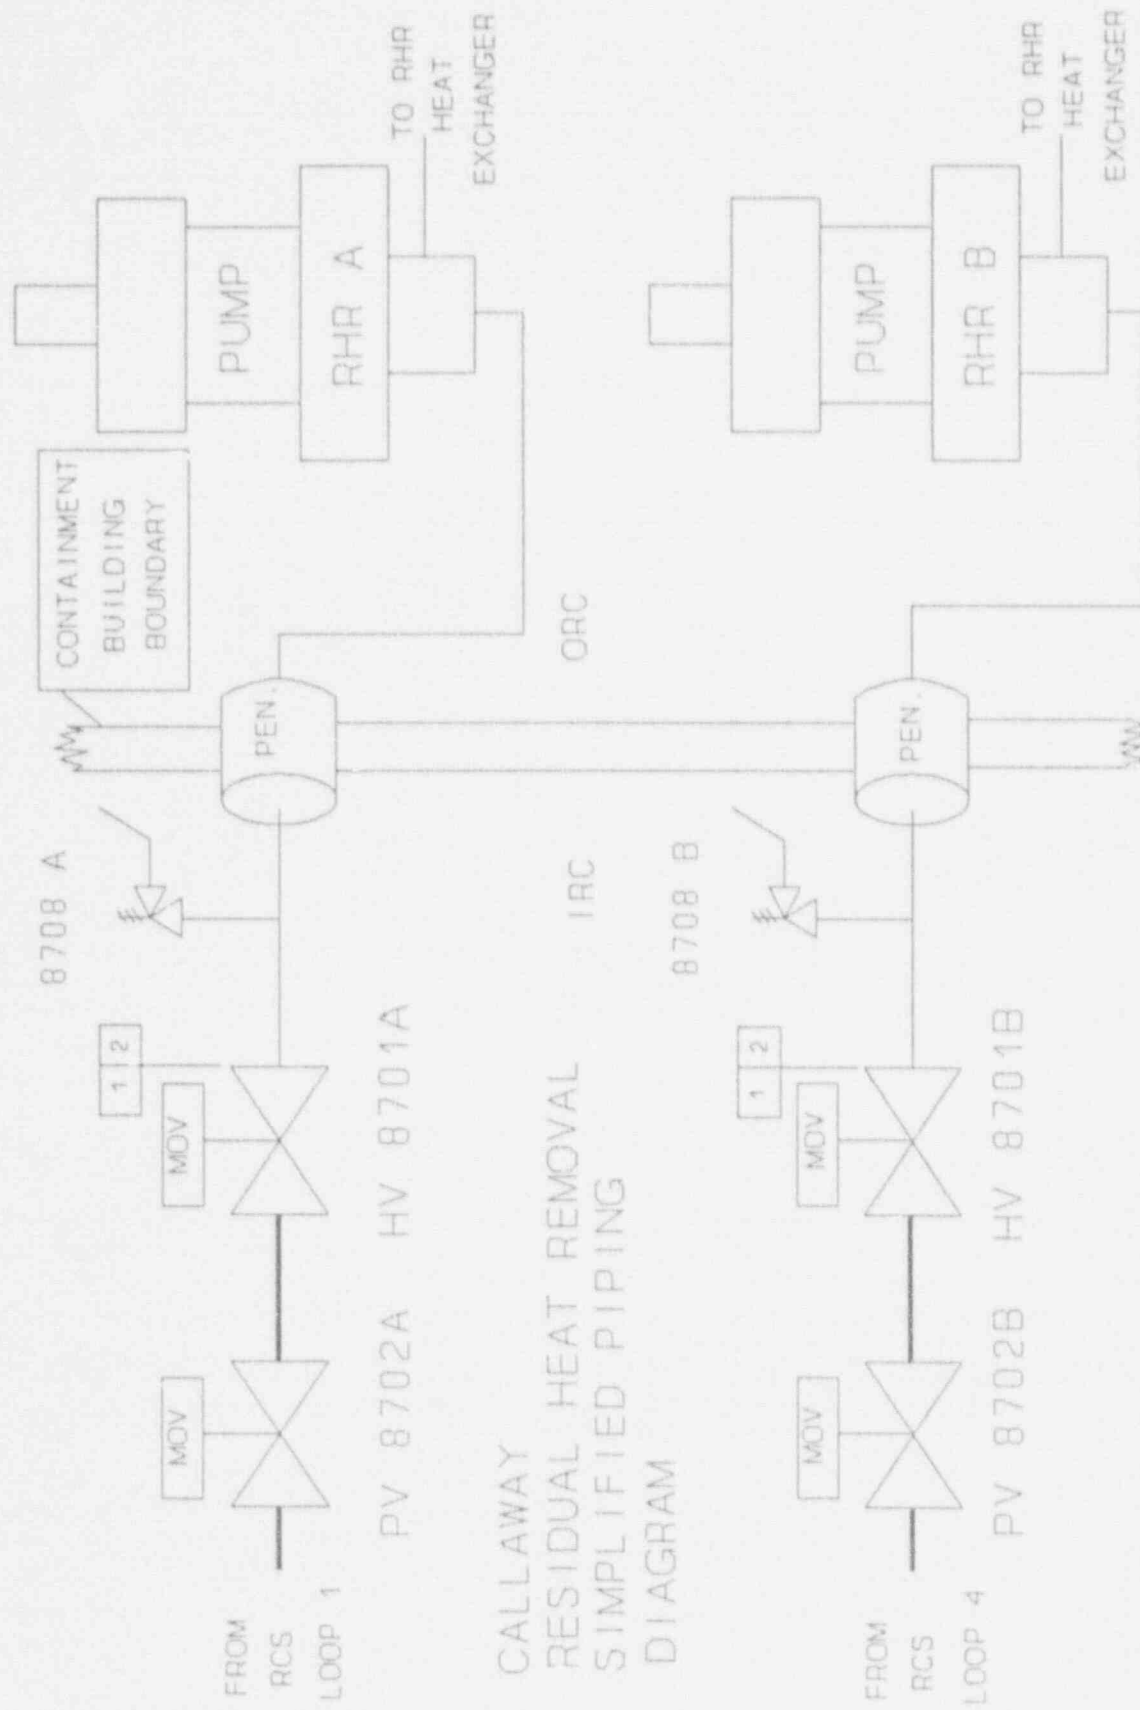 CONTAINMENT
BUILDING
BOUNDARY
PUMP
RHR A
TO RHR
HEAT
EXCHANGER
8708 A
PEN.
1 2
MOV
MOV
FROM
RCS
LOOP 1
PV 8702A
HV 8701A
IRC
ORC
CALLAWAY
RESIDUAL HEAT REMOVAL
SIMPLIFIED PIPING
DIAGRAM
8708 B
PEN.
PUMP
RHR B
TO RHR
HEAT
EXCHANGER
1 2
MOV
MOV
FROM
RCS
LOOP 4
PV 8702B
HV 8701B